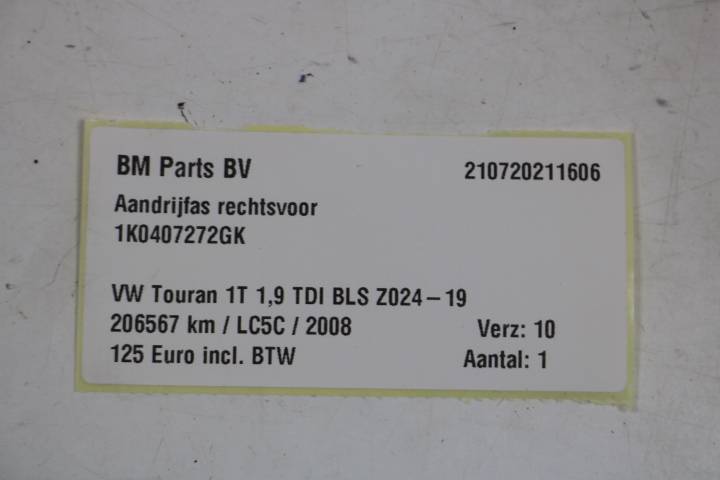 BM Parts BV 210720211606
Aandrijfas rechtsvoor
1K0407272GK
VW Touran 1T 1,9 TDI BLS Z024-19
206567 km / LC5C / 2008 Verz: 10
125 Euro incl. BTW Aantal: 1